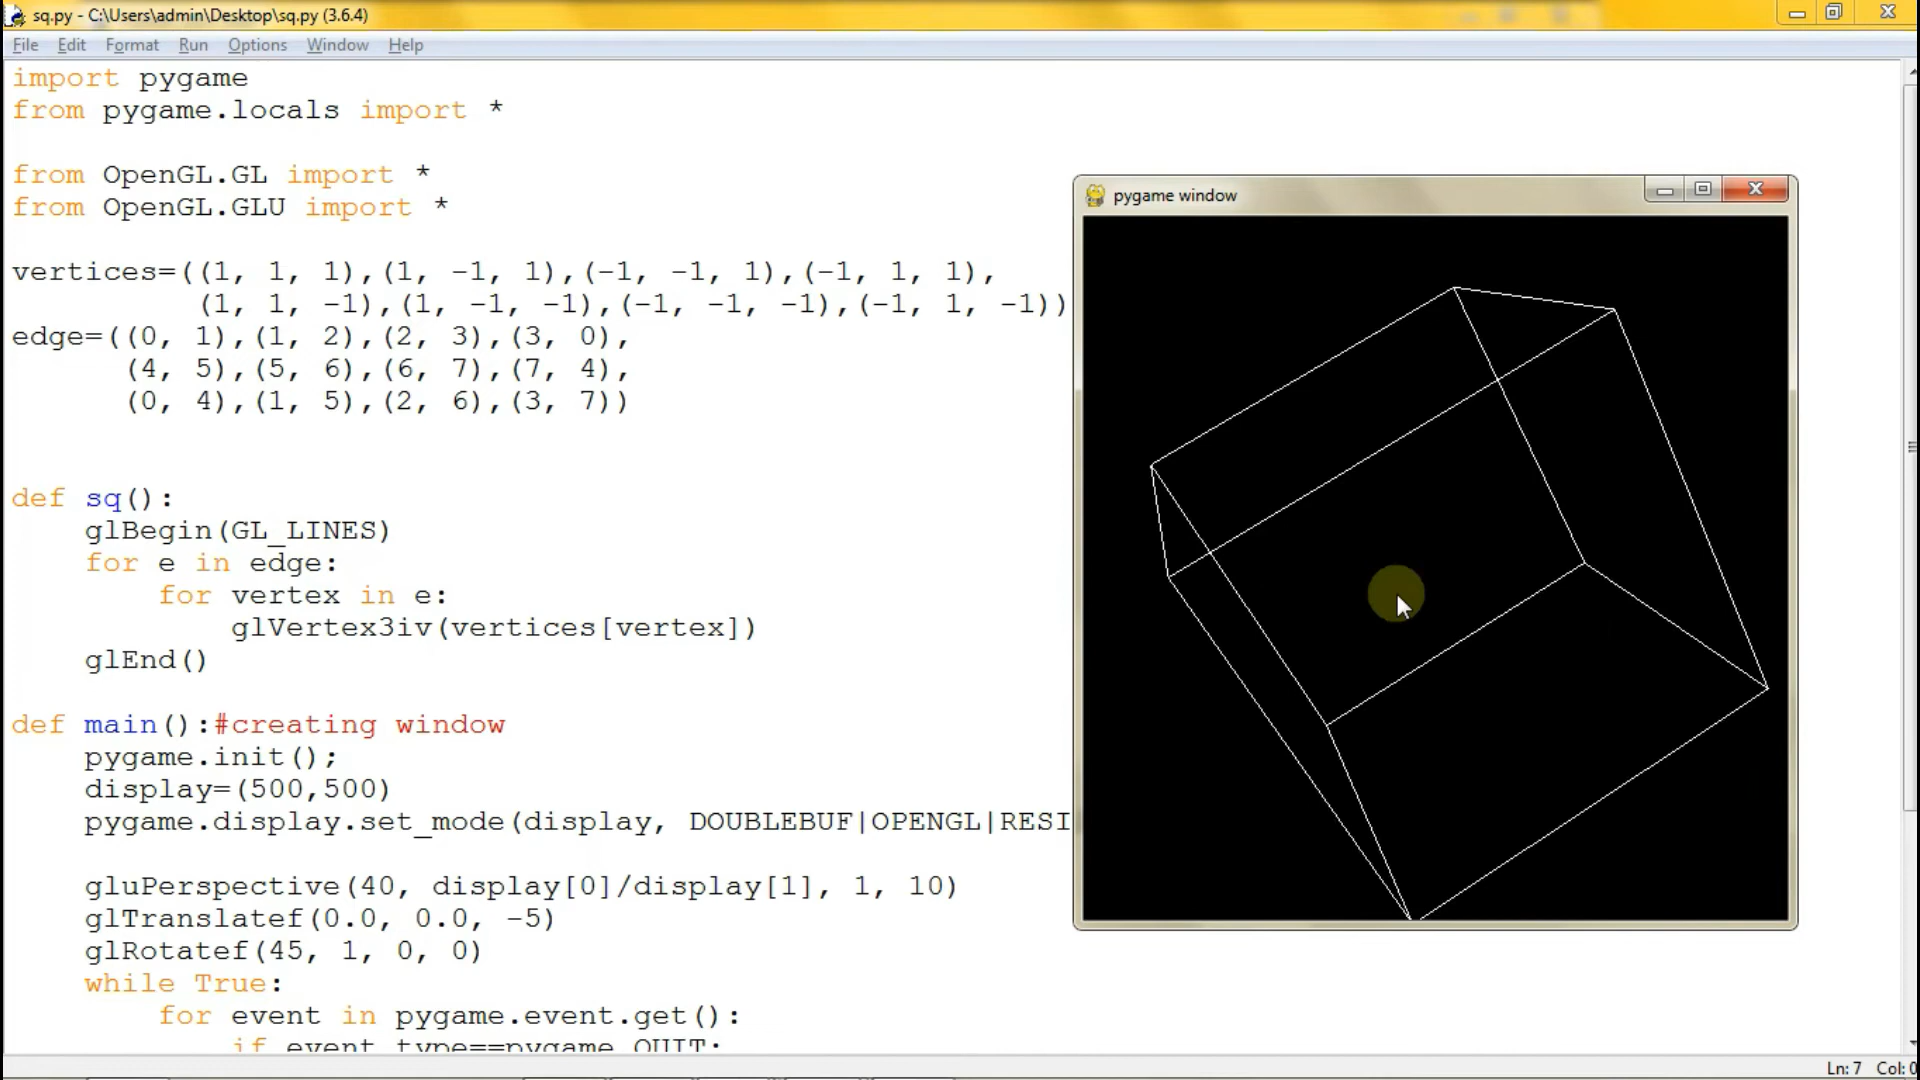 sq.py - C:\Users\admin\Desktop\sq.py (3.6.4)
File Edit Format Run Options Window Help
import pygame
from pygame.locals import *
from OpenGL.GL import *
from OpenGL.GLU import *
vertices=((1, 1, 1),(1, -1, 1),(-1, -1, 1),(-1, 1, 1),
(1, 1, -1),(1, -1, -1),(-1, -1, -1),(-1, 1, -1))
edge=((0, 1),(1, 2),(2, 3),(3, 0),
(4, 5),(5, 6),(6, 7),(7, 4),
(0, 4),(1, 5),(2, 6),(3, 7))
def sq():
glBegin(GL_LINES)
for e in edge:
for vertex in e:
glVertex3iv(vertices[vertex])
glEnd()
def main():#creating window
pygame.init();
display=(500,500)
pygame.display.set_mode(display, DOUBLEBUF|OPENGL|RESI
gluPerspective(40, display[0]/display[1], 1, 10)
glTranslatef(0.0, 0.0, -5)
glRotatef(45, 1, 0, 0)
while True:
for event in pygame.event.get():
if event.type==pygame.QUIT:
pygame window
Ln: 7 Col: 0